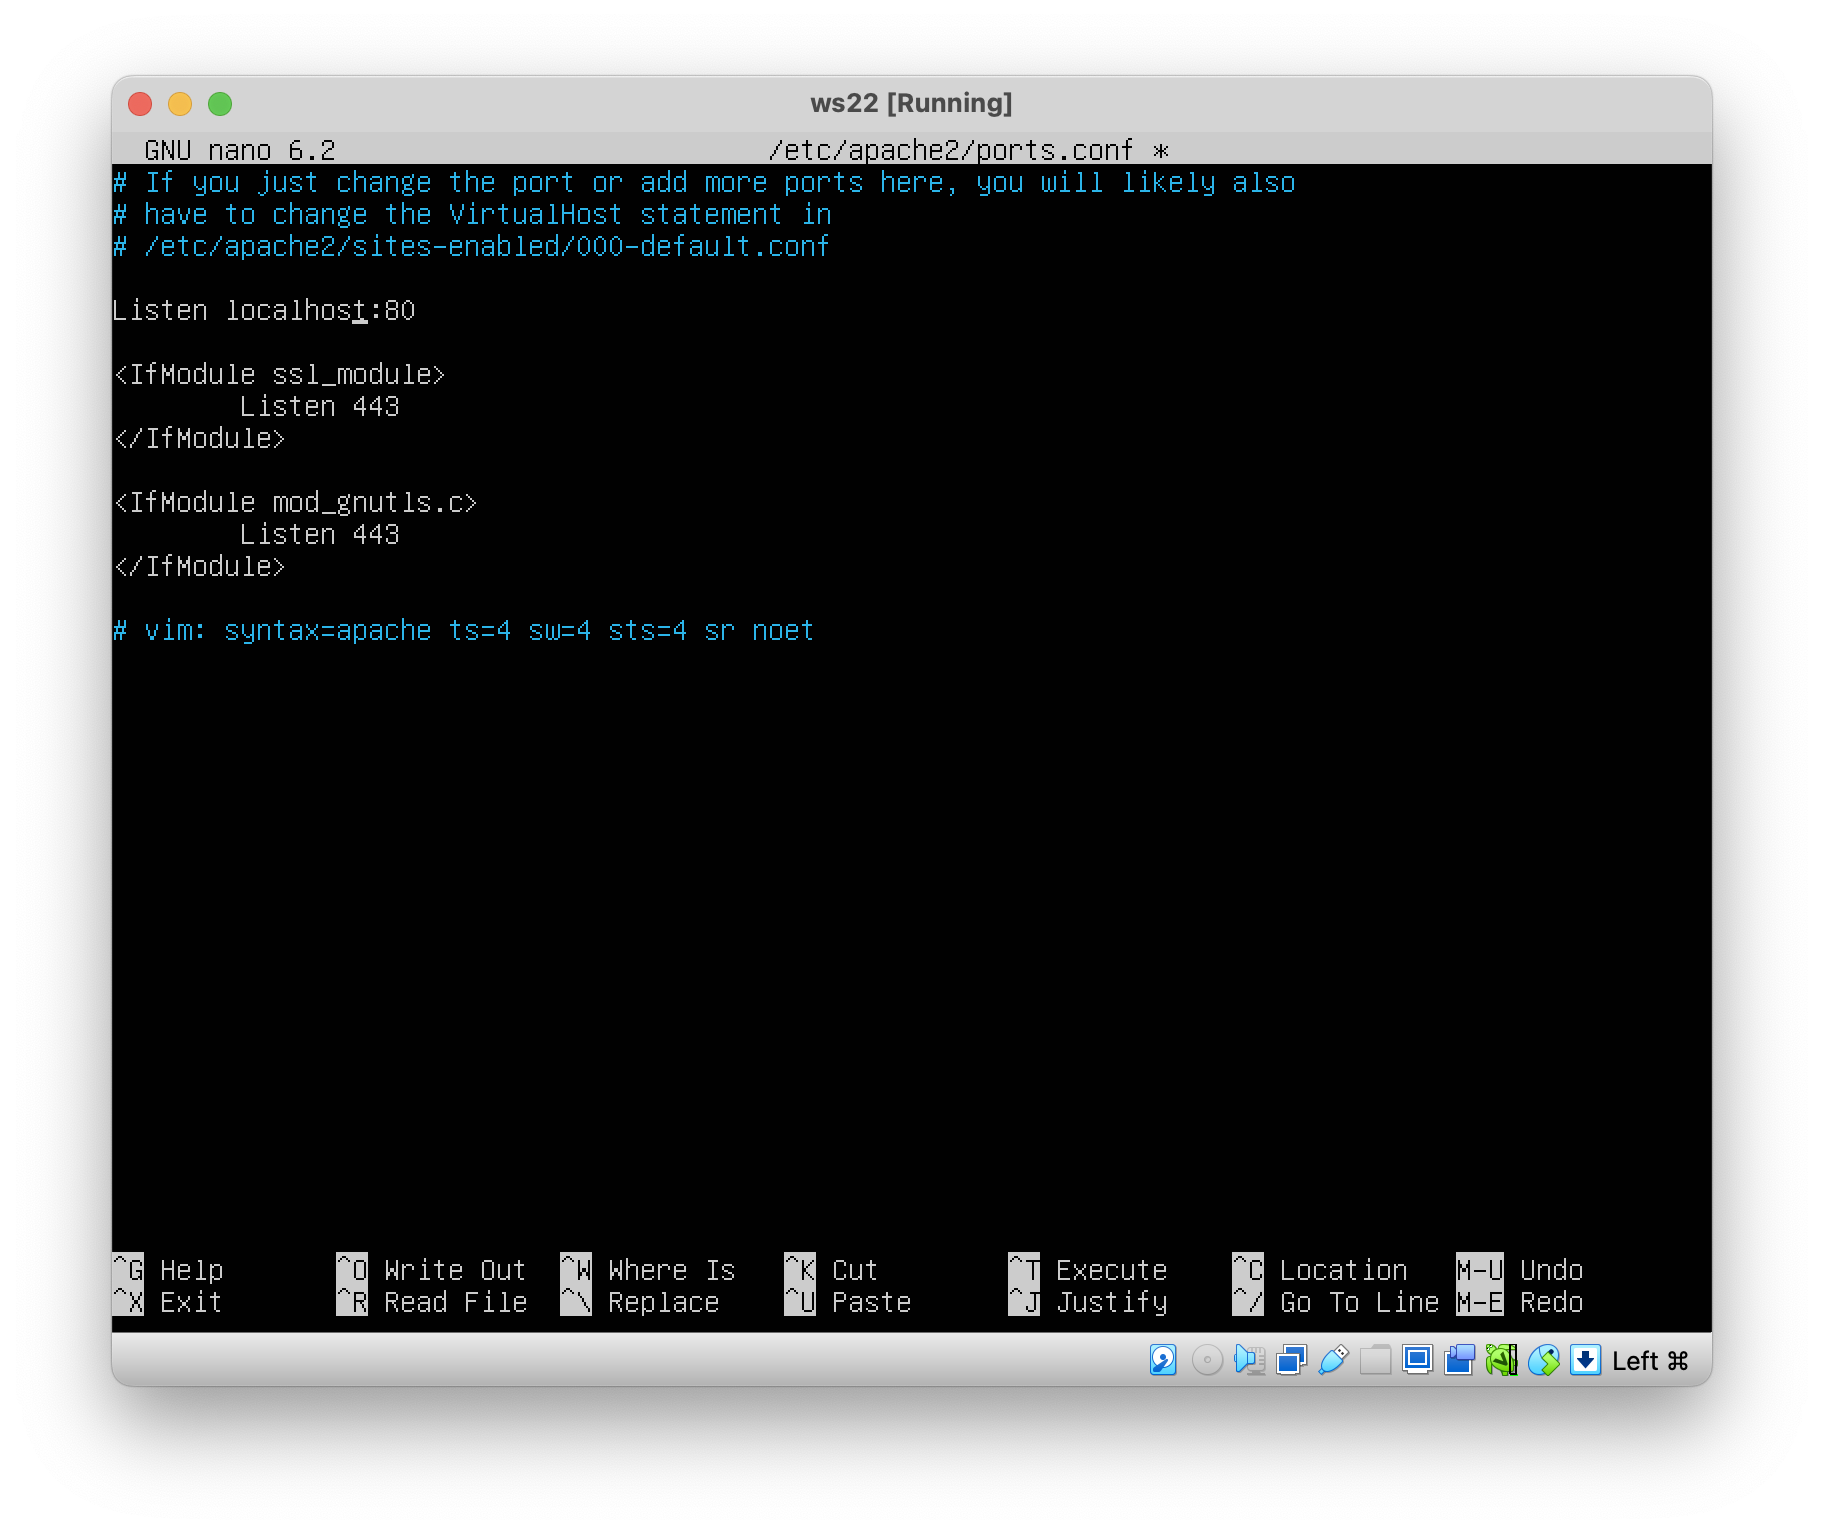 ws22 [Running]
GNU nano 6.2 /etc/apache2/ports.conf *
# If you just change the port or add more ports here, you will likely also
# have to change the VirtualHost statement in
# /etc/apache2/sites-enabled/000-default.conf
Listen localhost:80
<IfModule ssl_module>
Listen 443
</IfModule>
<IfModule mod_gnutls.c>
Listen 443
</IfModule>
# vim: syntax=apache ts=4 sw=4 sts=4 sr noet
^G Help ^O Write Out ^W Where Is ^K Cut ^T Execute ^C Location M-U Undo
^X Exit ^R Read File ^\ Replace ^U Paste ^J Justify ^/ Go To Line M-E Redo
Left ⌘